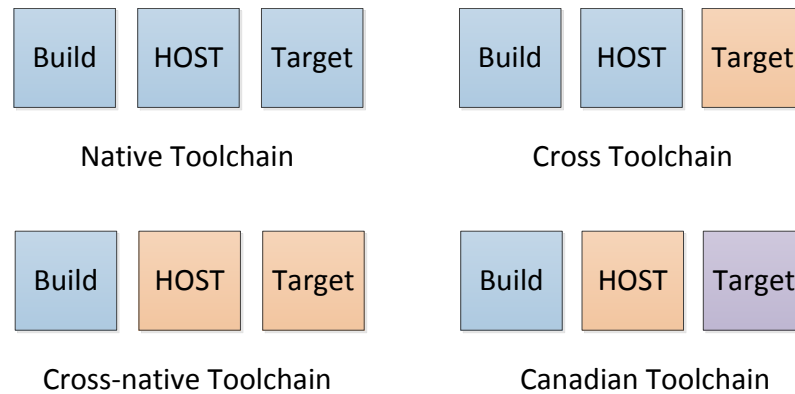 Build HOST Target
Native Toolchain
Build HOST Target
Cross Toolchain
Build HOST Target
Cross-native Toolchain
Build HOST Target
Canadian Toolchain